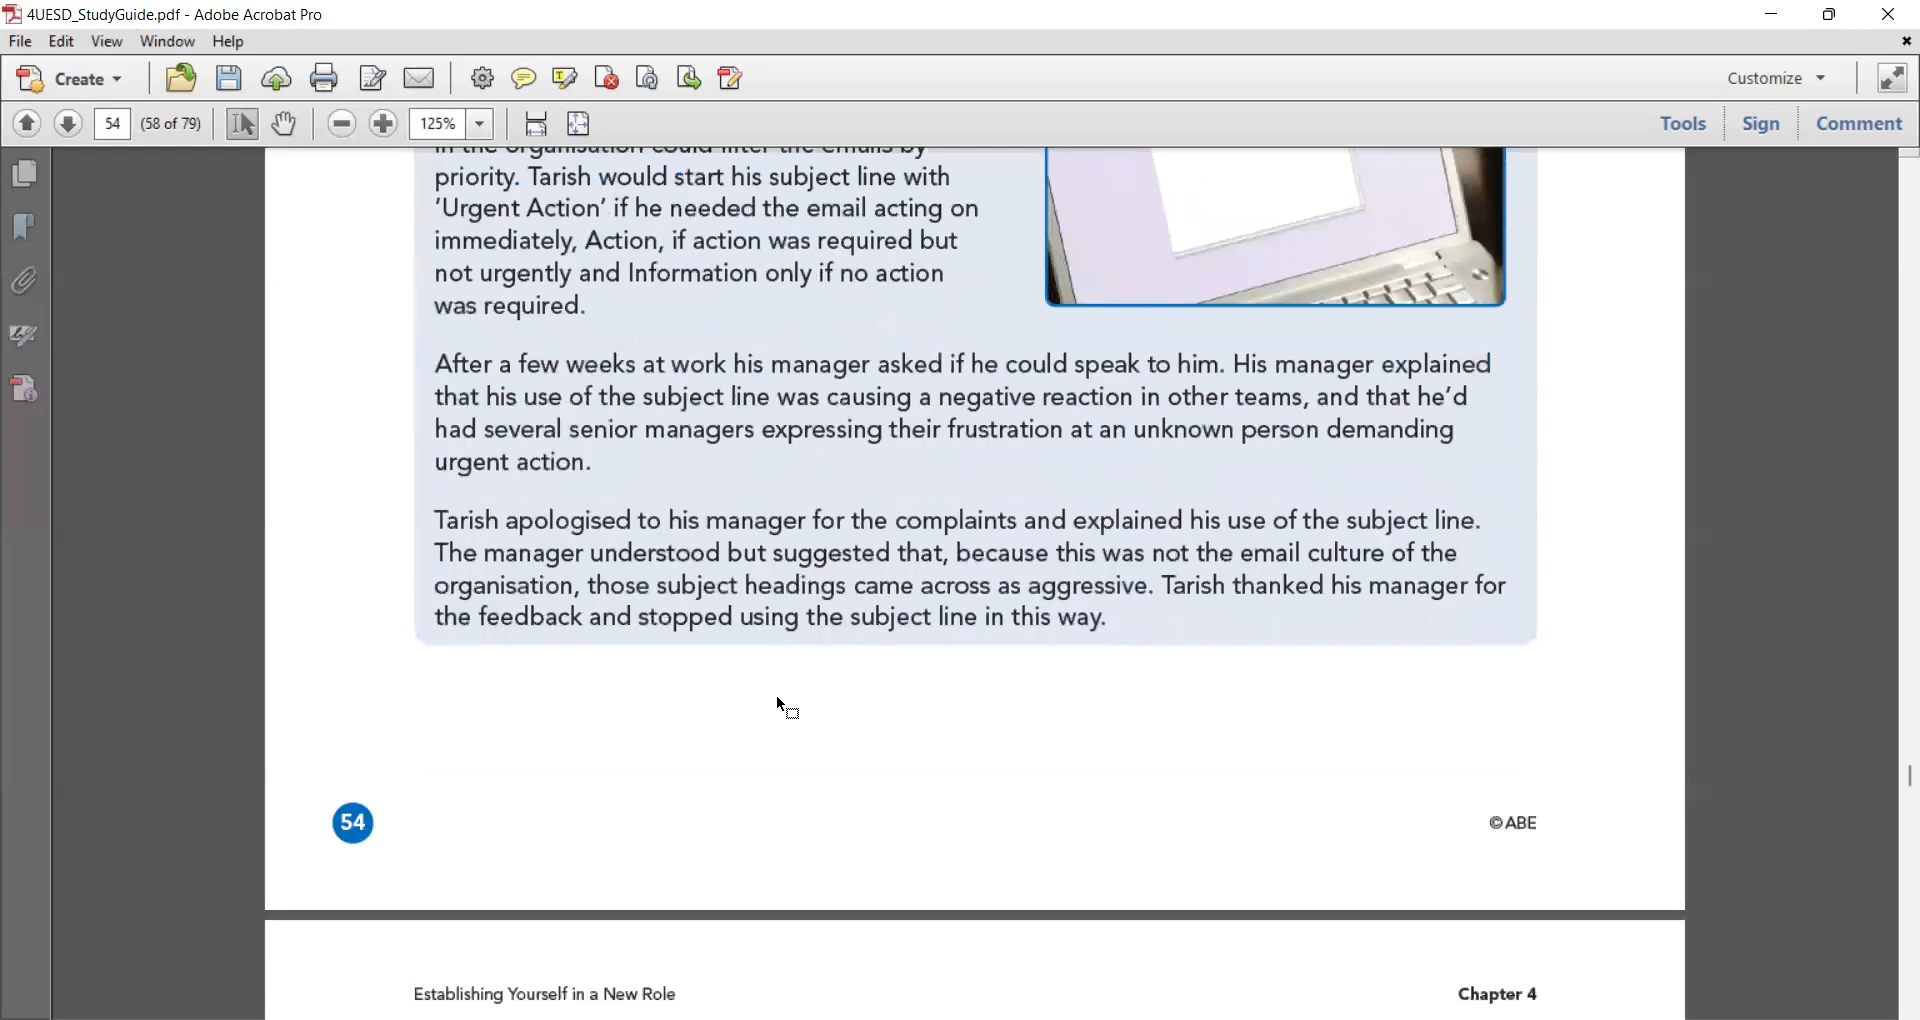 4UESD_StudyGuide.pdf - Adobe Acrobat Pro
File Edit View Window Help
Create
Customize
54 (58 of 79) 125% Tools Sign Comment
in the organisation could filter the emails by
priority. Tarish would start his subject line with
‘Urgent Action’ if he needed the email acting on
immediately, Action, if action was required but
not urgently and Information only if no action
was required.
After a few weeks at work his manager asked if he could speak to him. His manager explained
that his use of the subject line was causing a negative reaction in other teams, and that he’d
had several senior managers expressing their frustration at an unknown person demanding
urgent action.
Tarish apologised to his manager for the complaints and explained his use of the subject line.
The manager understood but suggested that, because this was not the email culture of the
organisation, those subject headings came across as aggressive. Tarish thanked his manager for
the feedback and stopped using the subject line in this way.
54 ©ABE
Establishing Yourself in a New Role Chapter 4